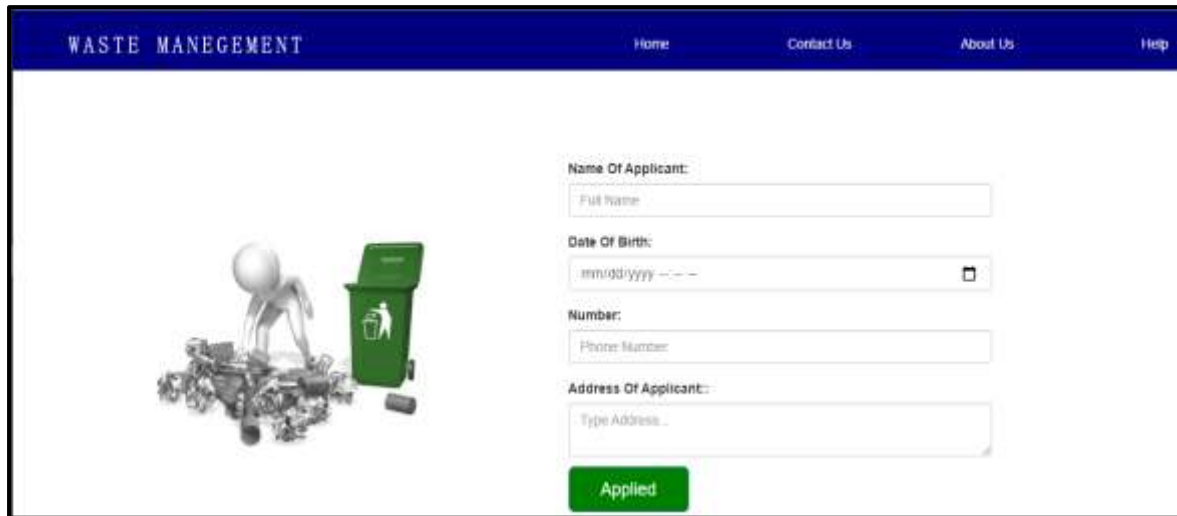 WASTE MANEGEMENT Home Contact Us About Us Help
Name Of Applicant:
Full Name
Date Of Birth:
mm/dd/yyyy --:-- --
Number:
Phone Number
Address Of Applicant::
Type Address...
Applied